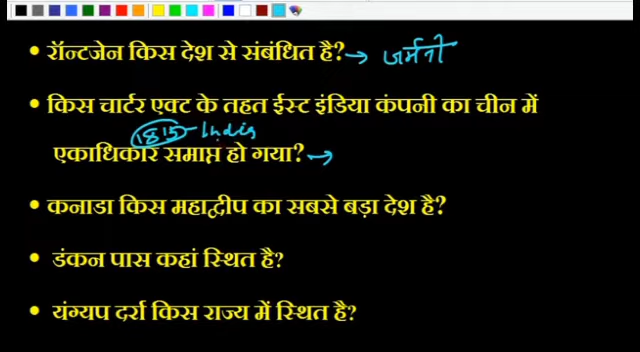 • रॉन्टजेन किस देश से संबंधित है? → जर्मनी
• किस चार्टर एक्ट के तहत ईस्ट इंडिया कंपनी का चीन में
1815 - India
एकाधिकार समाप्त हो गया? →
• कनाडा किस महाद्वीप का सबसे बड़ा देश है?
• डंकन पास कहां स्थित है?
• यंग्यप दर्रा किस राज्य में स्थित है?